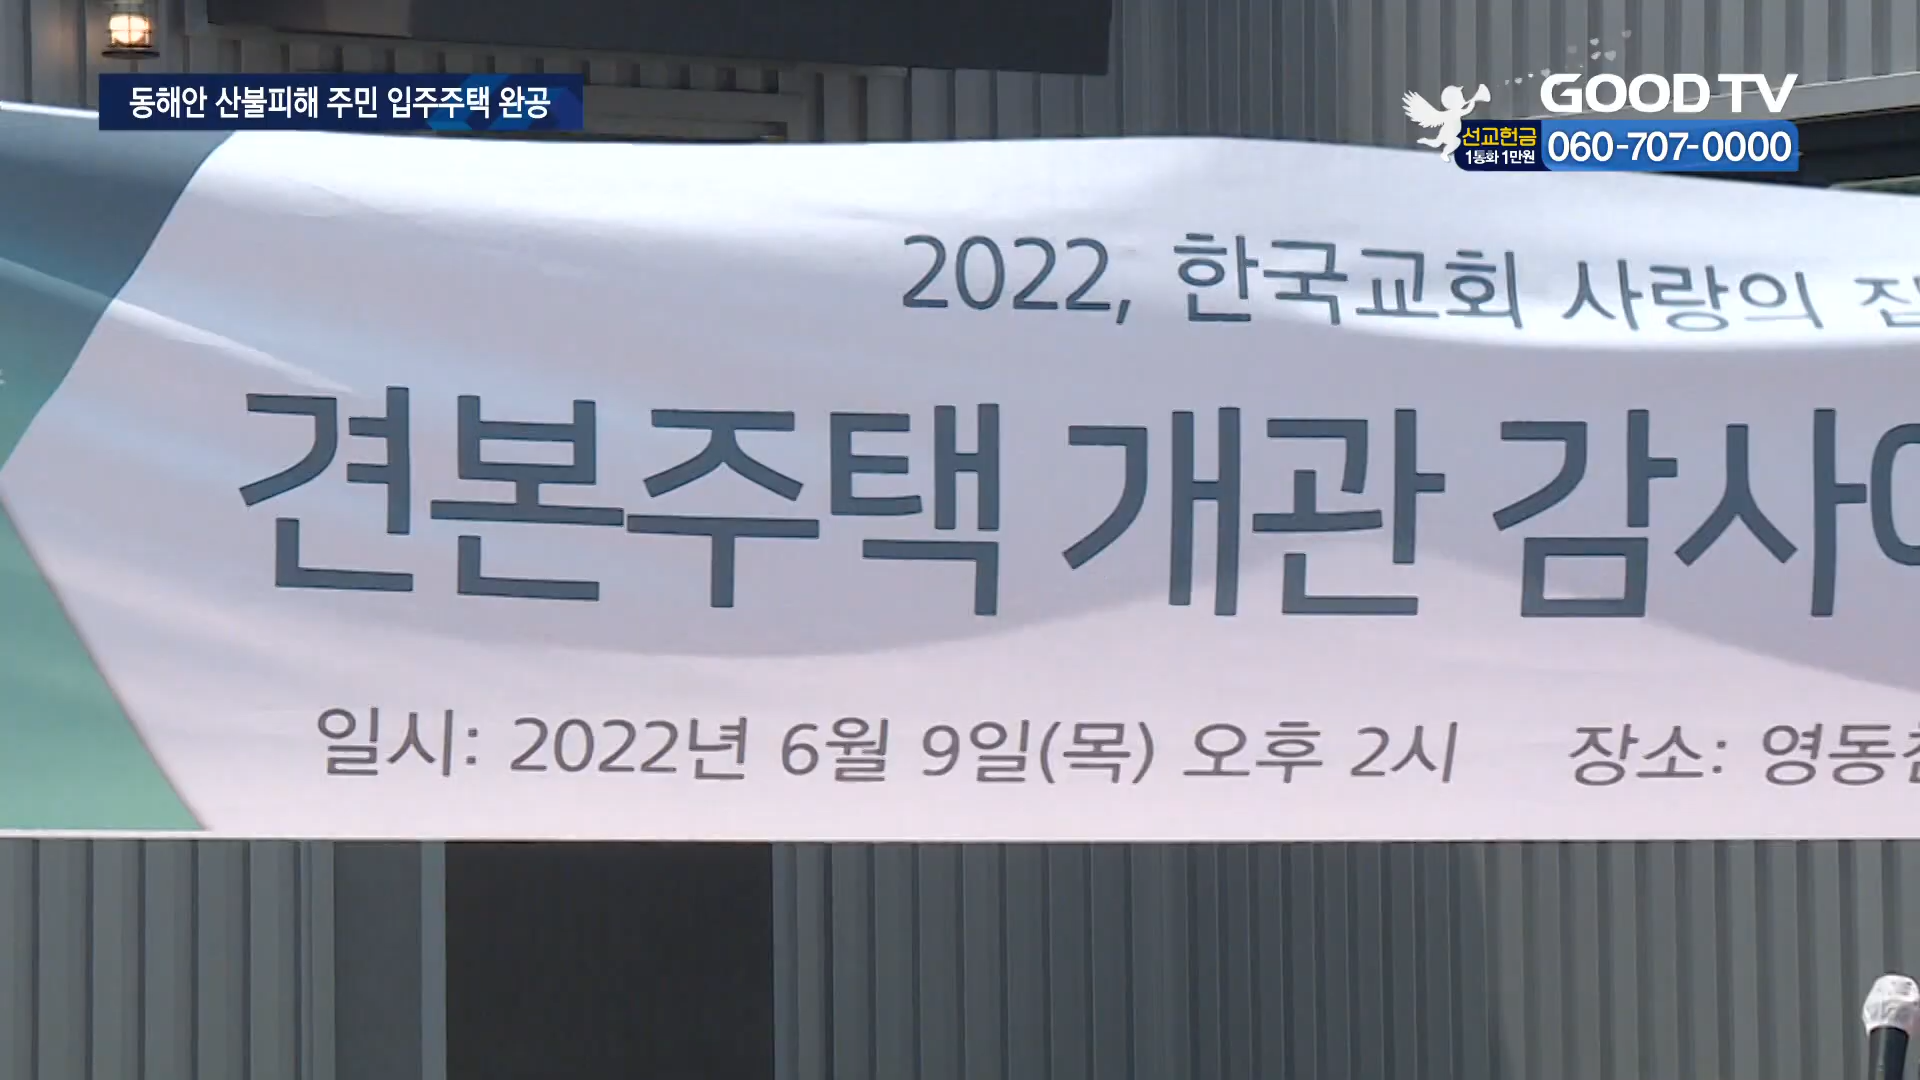 동해안 산불피해 주민 입주주택 완공
GOOD TV
선교헌금
1통화 1만원
060-707-0000
2022, 한국교회 사랑의 집
견본주택 개관 감사
일시: 2022년 6월 9일(목) 오후 2시 장소: 영동